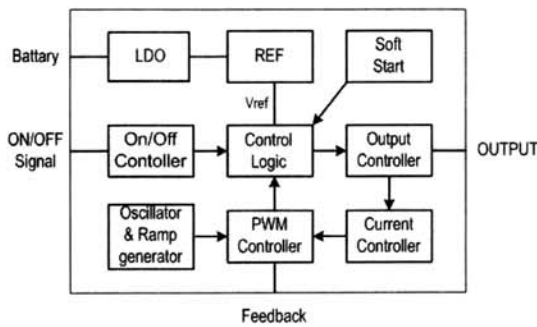 Battary
LDO
REF
Soft
Start
Vref
ON/OFF
Signal
On/Off
Contoller
Control
Logic
Output
Controller
OUTPUT
Oscillator
& Ramp
generator
PWM
Controller
Current
Controller
Feedback